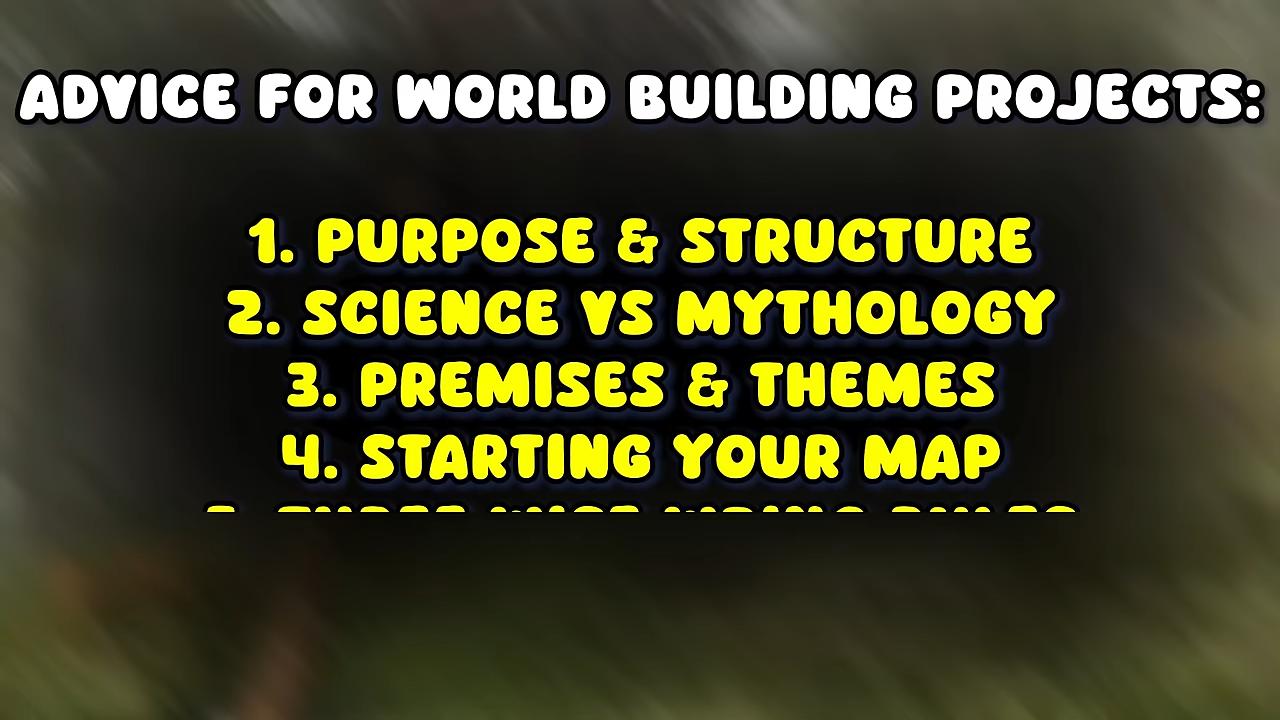 ADVICE FOR WORLD BUILDING PROJECTS:
1. PURPOSE & STRUCTURE
2. SCIENCE VS MYTHOLOGY
3. PREMISES & THEMES
4. STARTING YOUR MAP